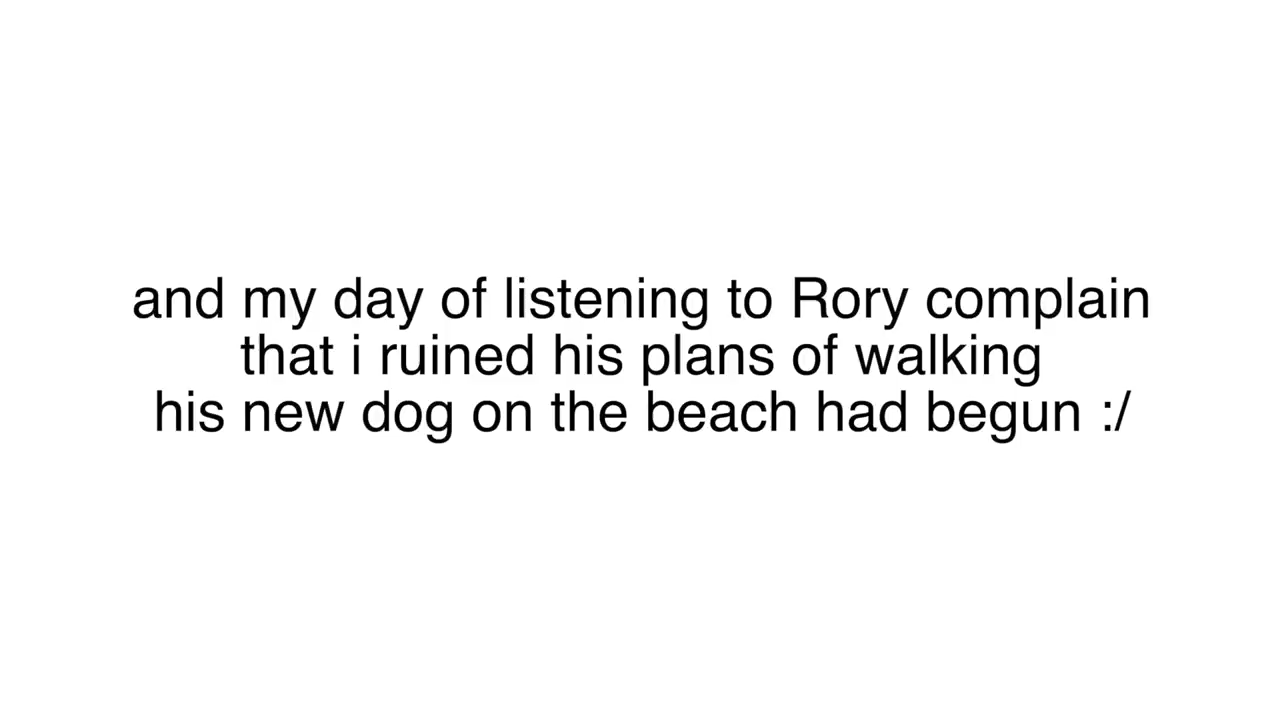 and my day of listening to Rory complain
that i ruined his plans of walking
his new dog on the beach had begun :/